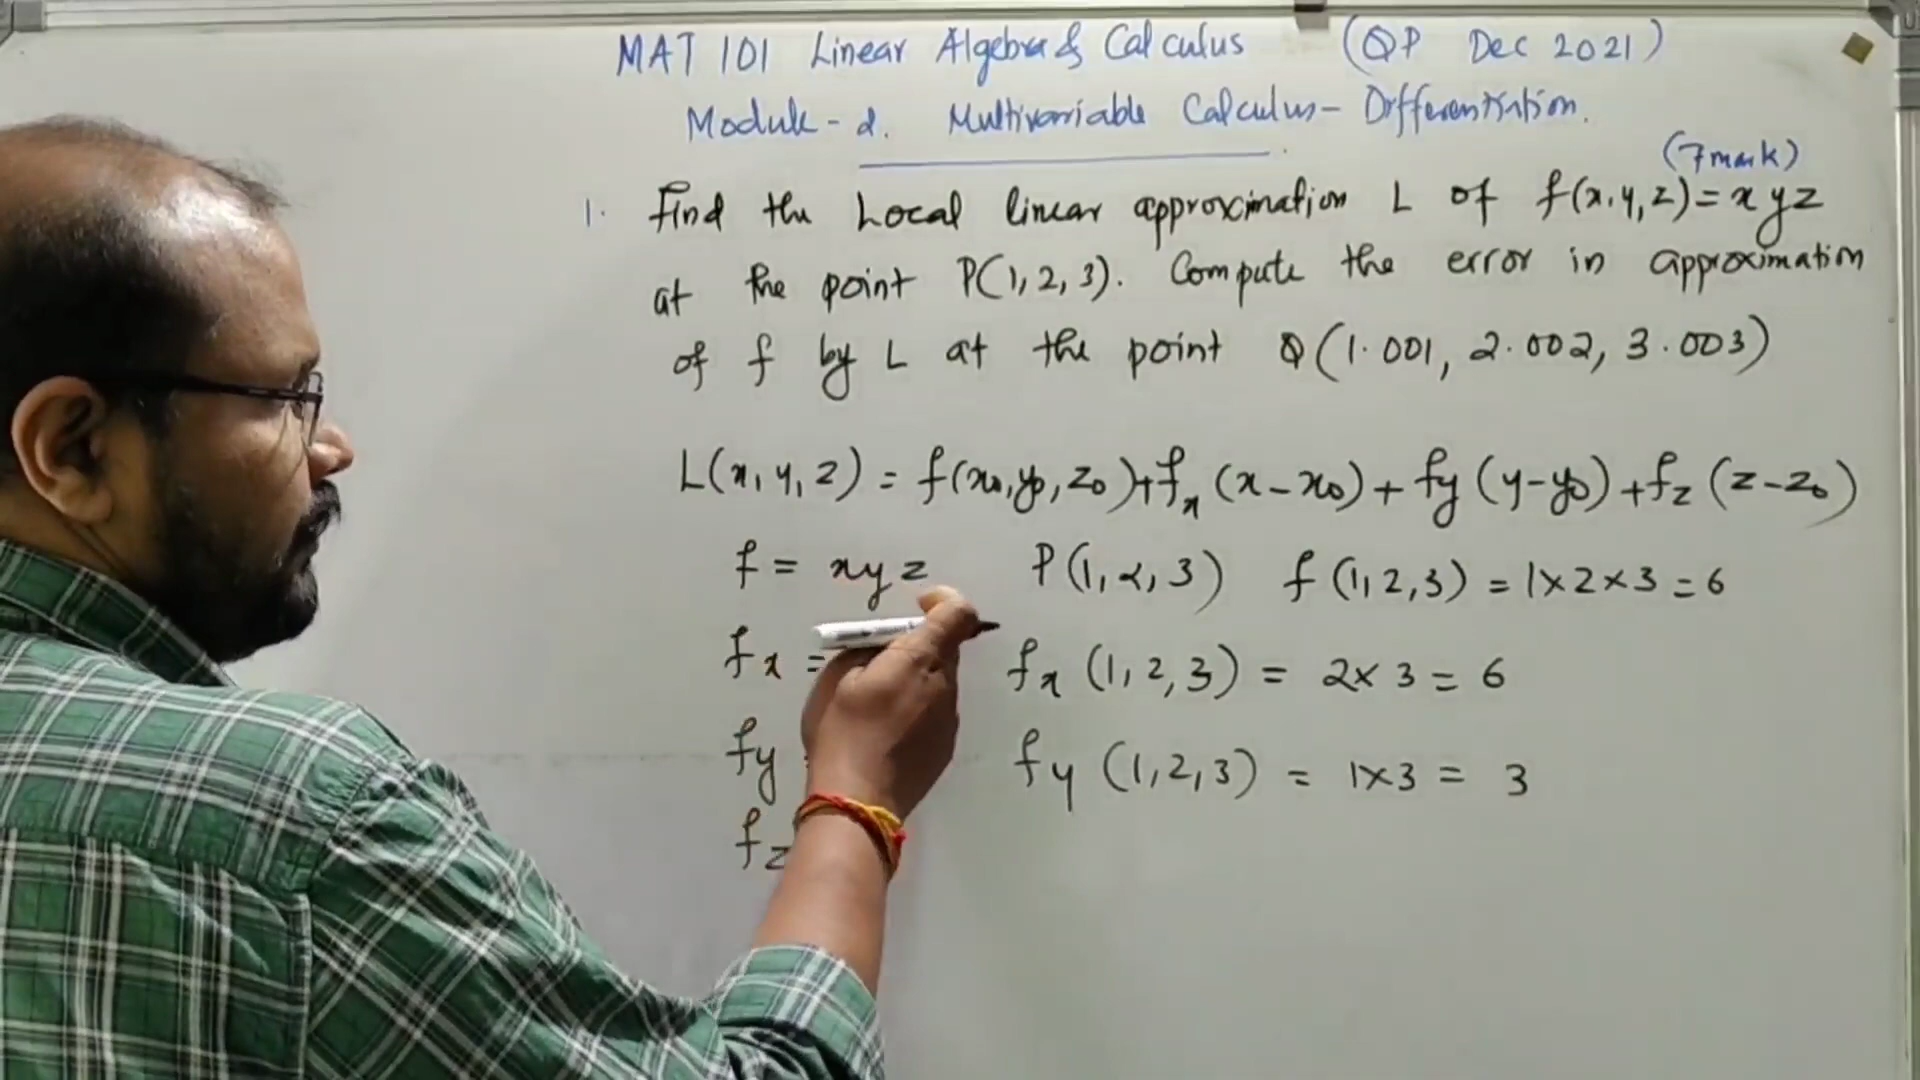 MAT 101 Linear Algebra & Calculus (QP Dec 2021)
Module - 2. Multivariable Calculus - Differentiation.
(7 mark)
1. Find the Local linear approximation L of f(x,y,z)=xyz
at the point P(1,2,3). Compute the error in approximation
of f by L at the point Q(1.001, 2.002, 3.003)
L(x,y,z) = f(x₀,y₀,z₀)+fₓ(x-x₀)+fy(y-y₀)+fz(z-z₀)
f = xyz P(1,2,3) f(1,2,3) = 1×2×3 = 6
fx = fx (1,2,3) = 2×3 = 6
fy fy (1,2,3) = 1×3 = 3
fz